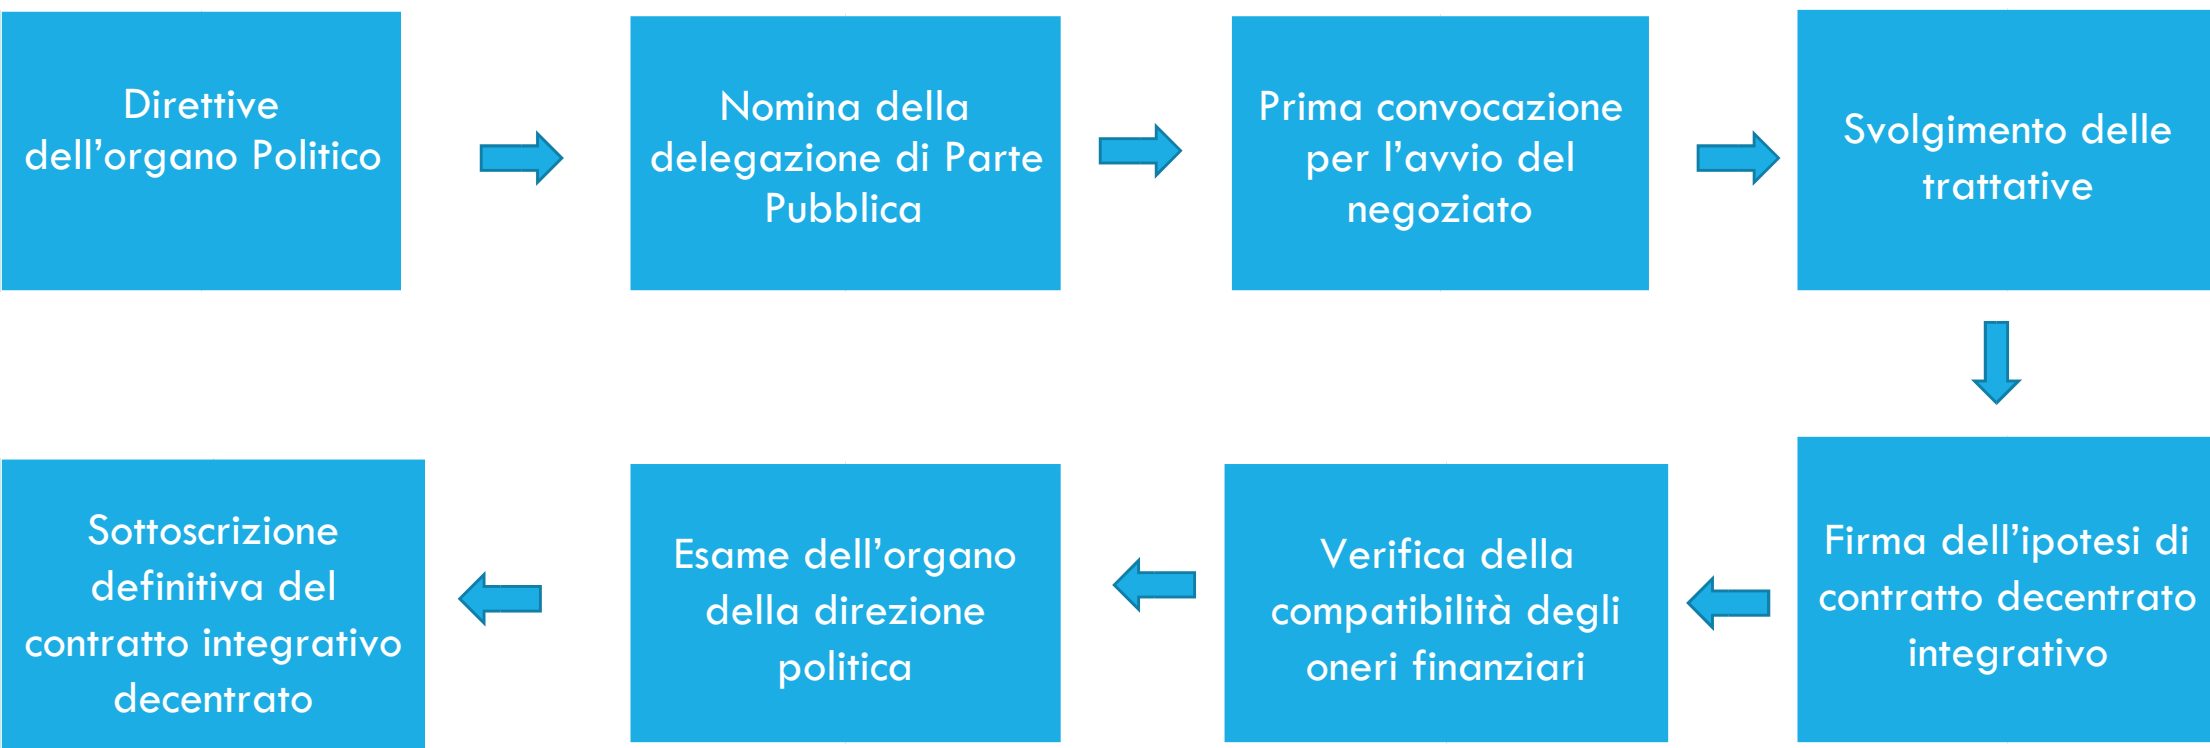 Direttive
dell’organo Politico
Nomina della
delegazione di Parte
Pubblica
Prima convocazione
per l’avvio del
negoziato
Svolgimento delle
trattative
Firma dell’ipotesi di
contratto decentrato
integrativo
Verifica della
compatibilità degli
oneri finanziari
Esame dell’organo
della direzione
politica
Sottoscrizione
definitiva del
contratto integrativo
decentrato